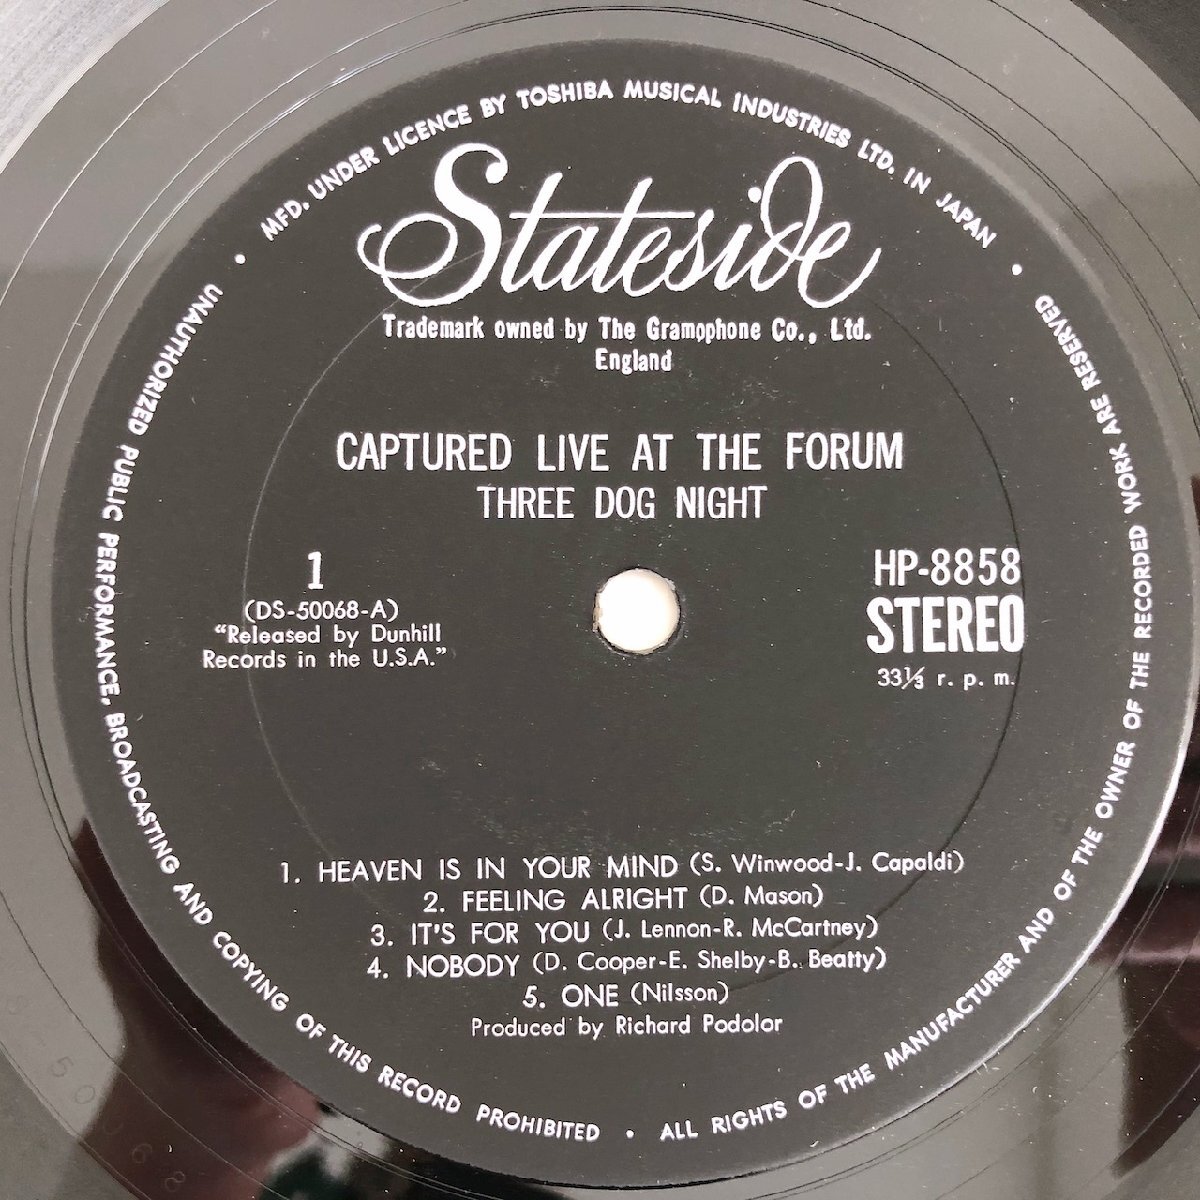 MFD. UNDER LICENCE BY TOSHIBA MUSICAL INDUSTRIES LTD. IN JAPAN
Stateside
Trademark owned by The Gramophone Co., Ltd.
England
CAPTURED LIVE AT THE FORUM
THREE DOG NIGHT
1
(DS-50068-A)
“Released by Dunhill
Records in the U.S.A.”
HP-8858
STEREO
33⅓ r. p. m.
1. HEAVEN IS IN YOUR MIND (S. Winwood-J. Capaldi)
2. FEELING ALRIGHT (D. Mason)
3. IT'S FOR YOU (J. Lennon-R. McCartney)
4. NOBODY (D. Cooper-E. Shelby-B. Beatty)
5. ONE (Nilsson)
Produced by Richard Podolor
UNAUTHORIZED PUBLIC PERFORMANCE, BROADCASTING AND COPYING OF THIS RECORD PROHIBITED • ALL RIGHTS OF THE MANUFACTURER AND OF THE OWNER OF THE RECORDED WORK ARE RESERVED
50068